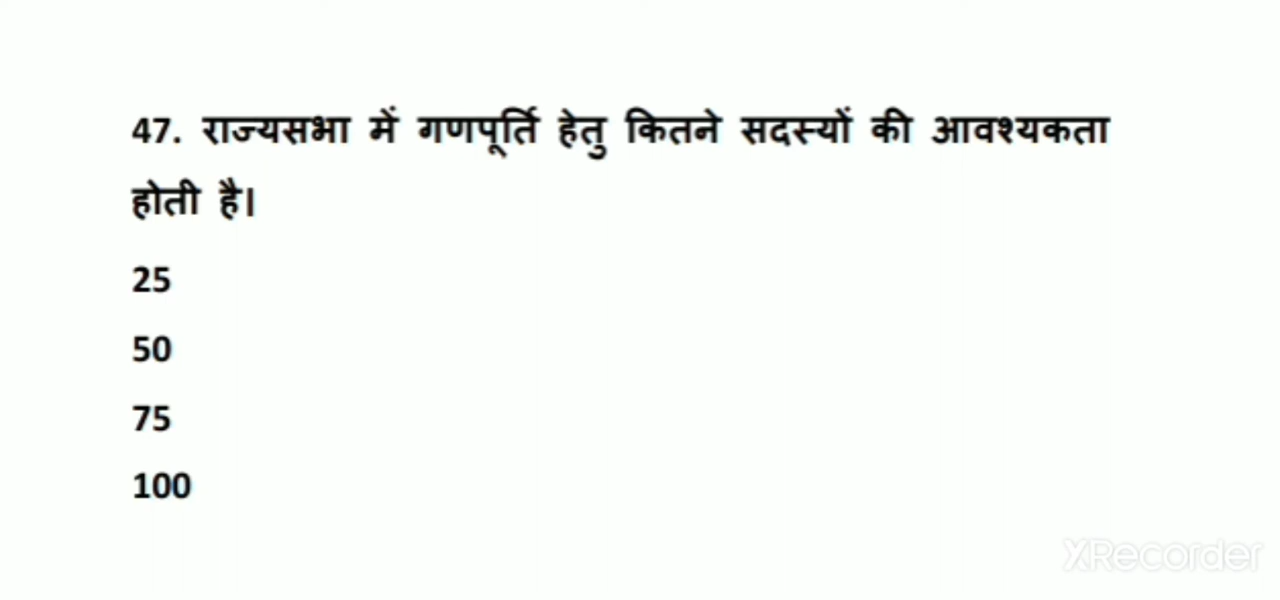 47. राज्यसभा में गणपूर्ति हेतु कितने सदस्यों की आवश्यकता
होती है।
25
50
75
100
XRecorder